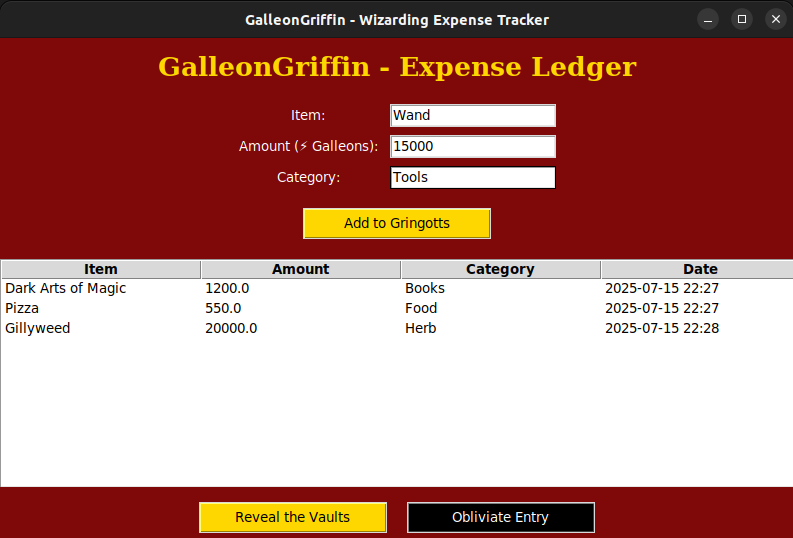 GalleonGriffin - Wizarding Expense Tracker
GalleonGriffin - Expense Ledger
Item: Wand
Amount (⚡ Galleons): 15000
Category: Tools
Add to Gringotts
Item Amount Category Date
Dark Arts of Magic 1200.0 Books 2025-07-15 22:27
Pizza 550.0 Food 2025-07-15 22:27
Gillyweed 20000.0 Herb 2025-07-15 22:28
Reveal the Vaults Obliviate Entry